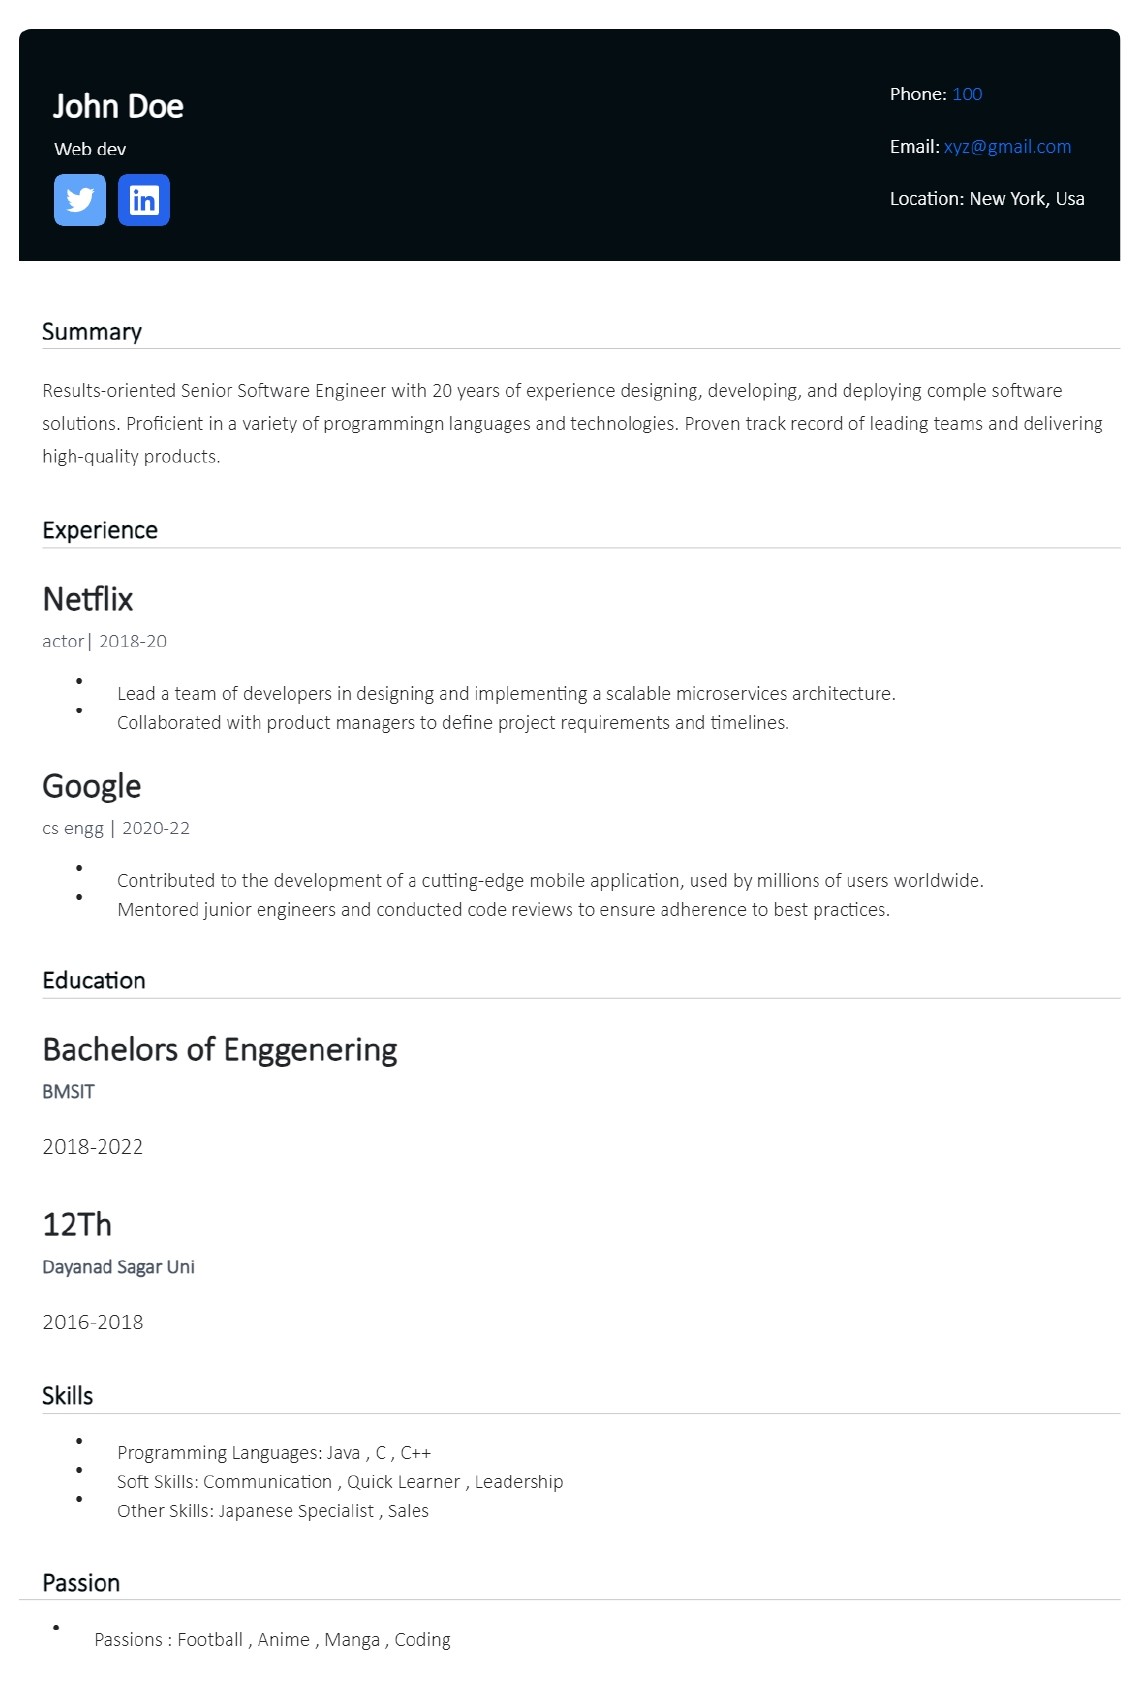 John Doe
Web dev
in
Phone: 100
Email: xyz@gmail.com
Location: New York, Usa
Summary
Results-oriented Senior Software Engineer with 20 years of experience designing, developing, and deploying comple software
solutions. Proficient in a variety of programmingn languages and technologies. Proven track record of leading teams and delivering
high-quality products.
Experience
Netflix
actor| 2018-20
• Lead a team of developers in designing and implementing a scalable microservices architecture.
• Collaborated with product managers to define project requirements and timelines.
Google
cs engg | 2020-22
• Contributed to the development of a cutting-edge mobile application, used by millions of users worldwide.
• Mentored junior engineers and conducted code reviews to ensure adherence to best practices.
Education
Bachelors of Enggenering
BMSIT
2018-2022
12Th
Dayanad Sagar Uni
2016-2018
Skills
• Programming Languages: Java , C , C++
• Soft Skills: Communication , Quick Learner , Leadership
• Other Skills: Japanese Specialist , Sales
Passion
• Passions : Football , Anime , Manga , Coding